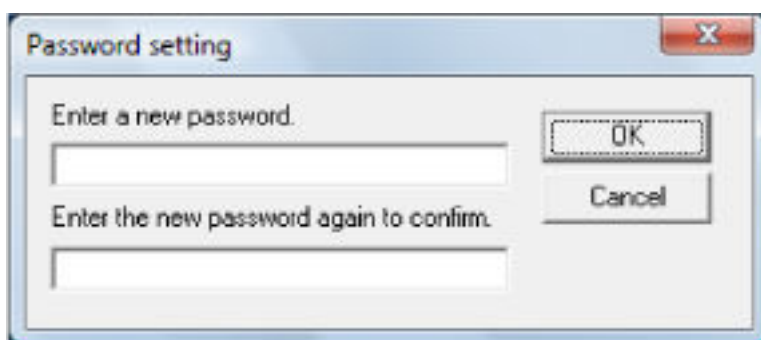 Password setting
Enter a new password.
OK
Enter the new password again to confirm.
Cancel